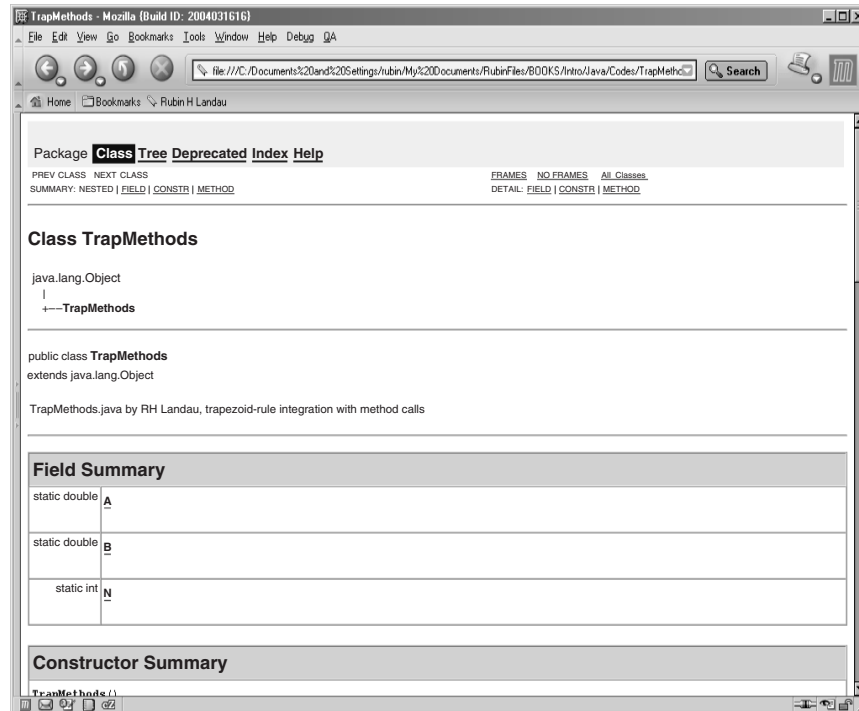 TrapMethods - Mozilla {Build ID: 2004031616}
File Edit View Go Bookmarks Tools Window Help Debug QA
file:///C:/Documents%20and%20Settings/rubin/My%20Documents/RubinFiles/BOOKS/Intro/Java/Codes/TrapMetho
Search
Home Bookmarks Rubin H Landau
Package Class Tree Deprecated Index Help
PREV CLASS NEXT CLASS FRAMES NO FRAMES All Classes
SUMMARY: NESTED | FIELD | CONSTR | METHOD DETAIL: FIELD | CONSTR | METHOD
Class TrapMethods
java.lang.Object
|
+--TrapMethods
public class TrapMethods
extends java.lang.Object
TrapMethods.java by RH Landau, trapezoid-rule integration with method calls
Field Summary
static double A
static double B
static int N
Constructor Summary
TrapMethods()